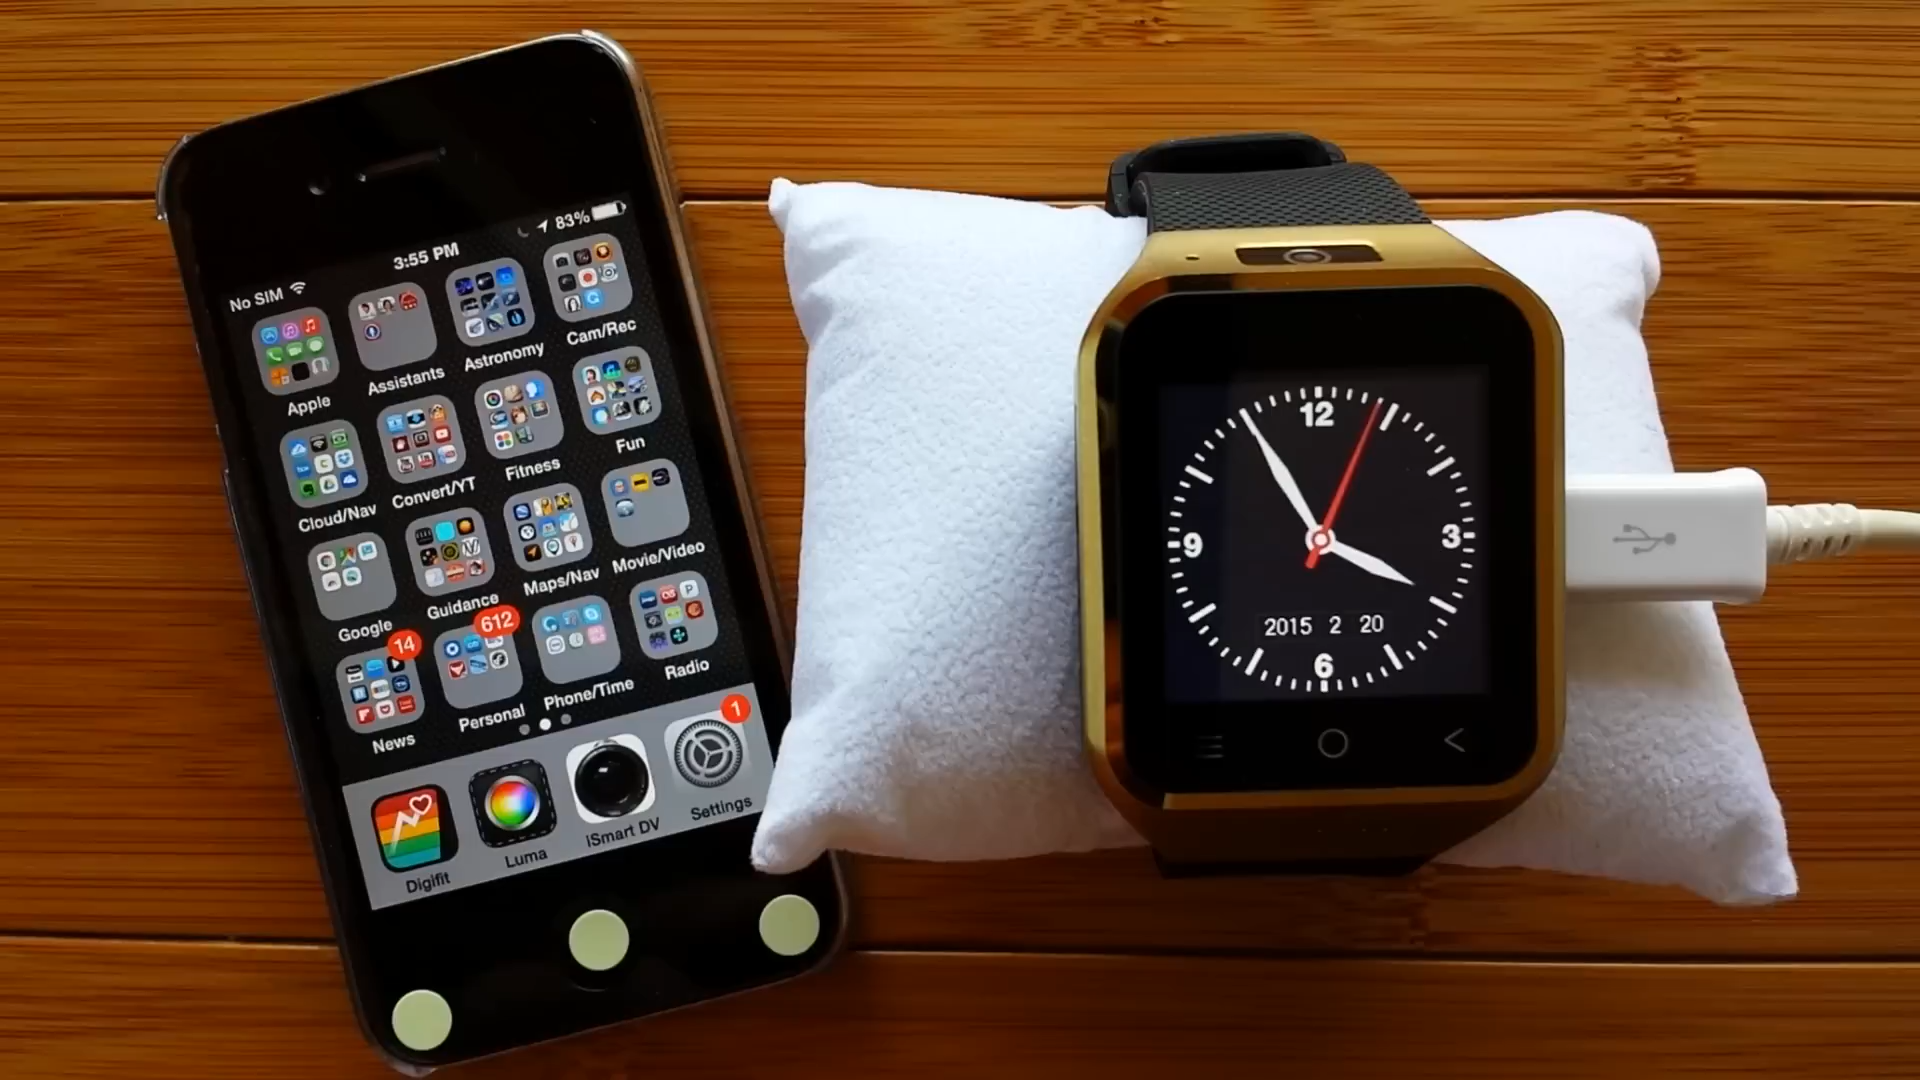 No SIM 3:55 PM 83%
Apple Assistants Astronomy Cam/Rec
Cloud/Nav Convert/YT Fitness Fun
Google Guidance Maps/Nav Movie/Video
14 612
News Personal Phone/Time Radio
1
Digifit Luma iSmart DV Settings
12
9 3
2015 2 20
6